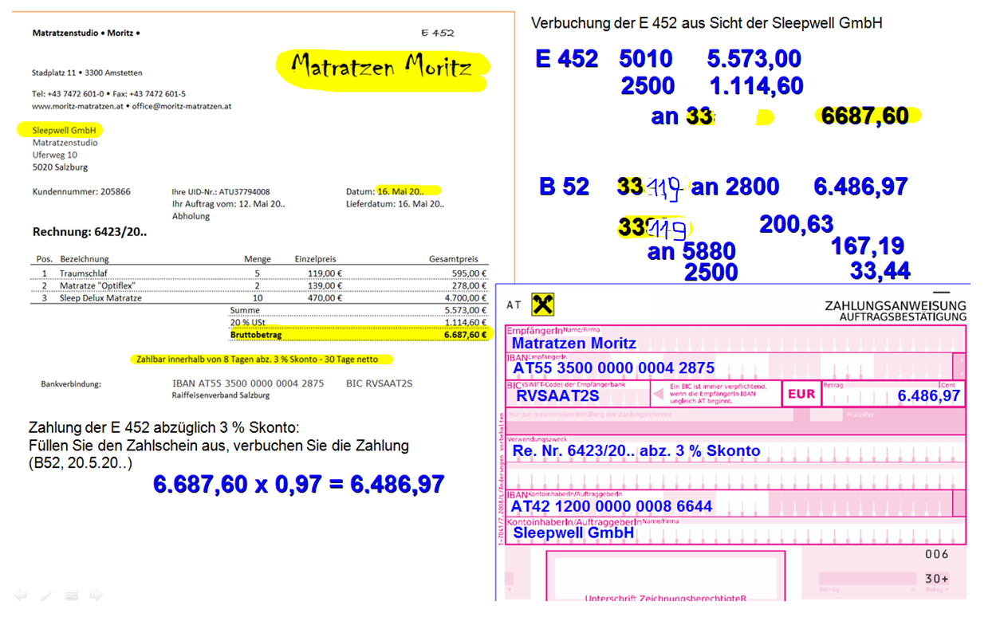 Matratzenstudio • Moritz •
E 452
Matratzen Moritz
Stadplatz 11 • 3300 Amstetten
Tel: +43 7472 601-0 • Fax: +43 7472 601-5
www.moritz-matratzen.at • office@moritz-matratzen.at
Sleepwell GmbH
Matratzenstudio
Uferweg 10
5020 Salzburg
Kundennummer: 205866
Ihre UID-Nr.: ATU37794008
Ihr Auftrag vom: 12. Mai 20..
Abholung
Datum: 16. Mai 20..
Lieferdatum: 16. Mai 20..
Rechnung: 6423/20..
Pos. Bezeichnung Menge Einzelpreis Gesamtpreis
1 Traumschlaf 5 119,00 € 595,00 €
2 Matratze "Optiflex" 2 139,00 € 278,00 €
3 Sleep Delux Matratze 10 470,00 € 4.700,00 €
Summe 5.573,00 €
20 % USt 1.114,60 €
Bruttobetrag 6.687,60 €
Zahlbar innerhalb von 8 Tagen abz. 3 % Skonto - 30 Tage netto
Bankverbindung: IBAN AT55 3500 0000 0004 2875 BIC RVSAAT2S
Raiffeisenverband Salzburg
Zahlung der E 452 abzüglich 3 % Skonto:
Füllen Sie den Zahlschein aus, verbuchen Sie die Zahlung
(B52, 20.5.20..)
6.687,60 x 0,97 = 6.486,97
Verbuchung der E 452 aus Sicht der Sleepwell GmbH
E 452 5010 5.573,00
2500 1.114,60
an 33 6687,60
B 52 33119 an 2800 6.486,97
33119 200,63
an 5880 167,19
2500 33,44
AT
ZAHLUNGSANWEISUNG
AUFTRAGSBESTÄTIGUNG
EmpfängerIn Name/Firma
Matratzen Moritz
IBAN EmpfängerIn
AT55 3500 0000 0004 2875
BIC (SWIFT-Code) der Empfängerbank
RVSAAT2S
Ein BIC ist immer verpflichtend,
wenn die EmpfängerIn IBAN
ungleich AT beginnt.
EUR
Betrag Cent
6.486,97
Nur zur maschinellen Befüllung der Zahlungsreferenz
Prüfziffer
Verwendungszweck
Re. Nr. 6423/20.. abz. 3 % Skonto
IBAN KontoinhaberIn/AuftraggeberIn
AT42 1200 0000 0008 6644
KontoinhaberIn/AuftraggeberIn Name/Firma
Sleepwell GmbH
006
30+
Betrag < Beleg +
Unterschrift ZeichnungsberechtigteR